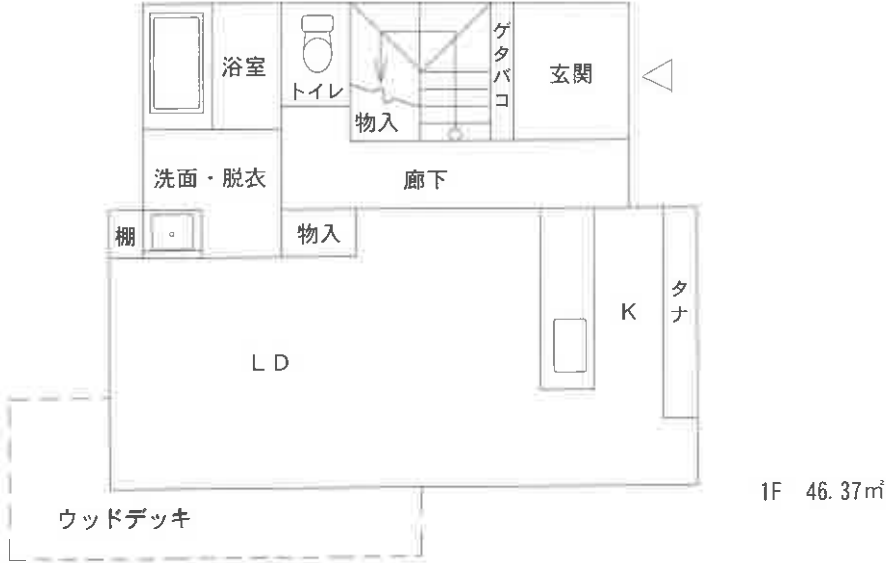 浴室
トイレ
物入
ゲタバコ
玄関
洗面・脱衣
廊下
棚
物入
LD
K
タナ
ウッドデッキ
1F 46.37㎡